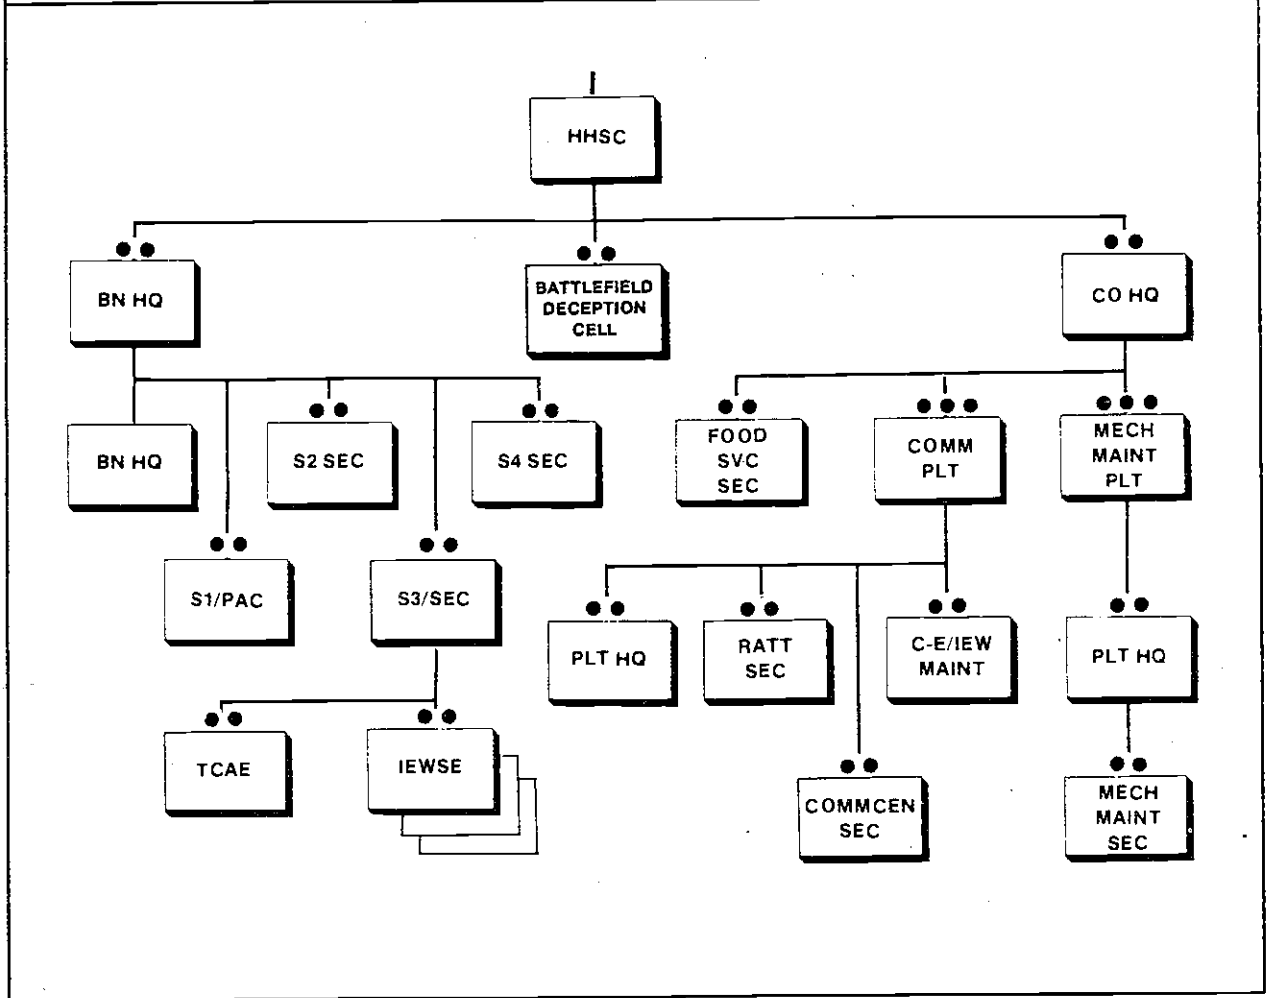 HHSC
BN HQ
BATTLEFIELD
DECEPTION
CELL
CO HQ
BN HQ
S2 SEC
S4 SEC
FOOD
SVC
SEC
COMM
PLT
MECH
MAINT
PLT
S1/PAC
S3/SEC
PLT HQ
RATT
SEC
C-E/IEW
MAINT
PLT HQ
TCAE
IEWSE
COMMCEN
SEC
MECH
MAINT
SEC